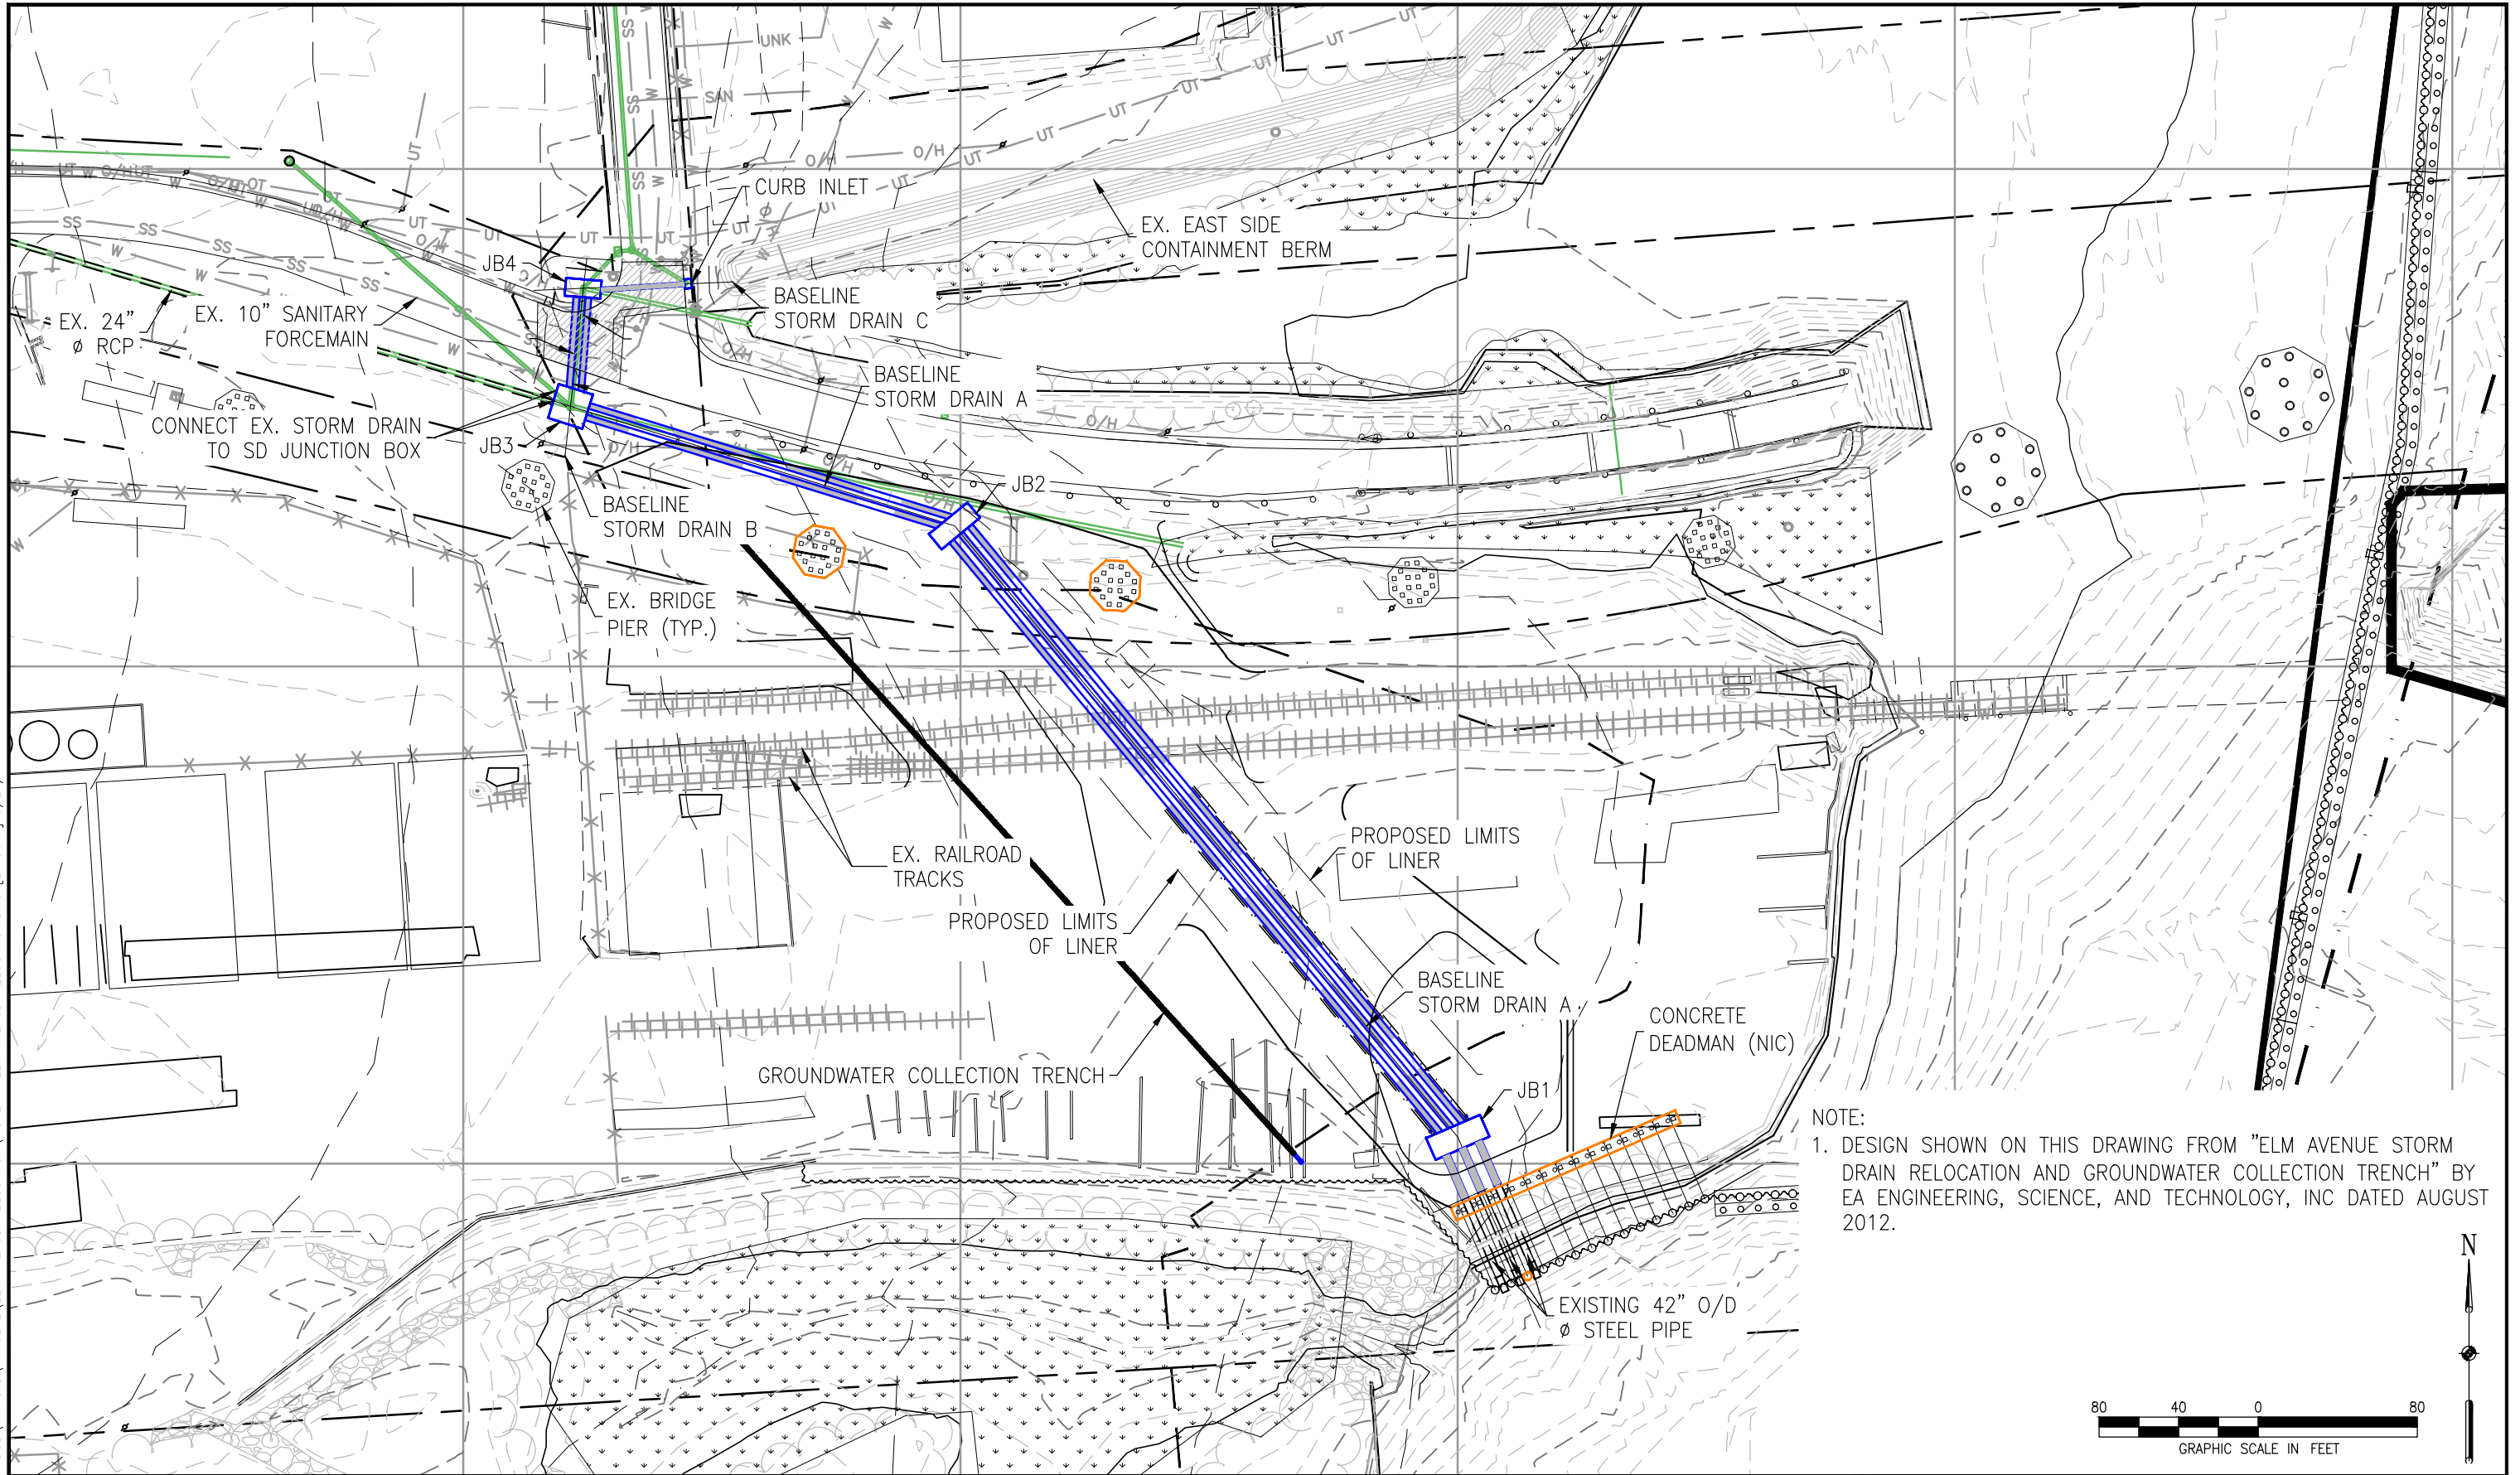 UNK
SAN
CURB INLET
EX. EAST SIDE
CONTAINMENT BERM
JB4
BASELINE
STORM DRAIN C
EX. 24"
Ø RCP
EX. 10" SANITARY
FORCEMAIN
BASELINE
STORM DRAIN A
CONNECT EX. STORM DRAIN
TO SD JUNCTION BOX
JB3
JB2
BASELINE
STORM DRAIN B
EX. BRIDGE
PIER (TYP.)
EX. RAILROAD
TRACKS
PROPOSED LIMITS
OF LINER
PROPOSED LIMITS
OF LINER
BASELINE
STORM DRAIN A
CONCRETE
DEADMAN (NIC)
GROUNDWATER COLLECTION TRENCH
JB1
NOTE:
1. DESIGN SHOWN ON THIS DRAWING FROM "ELM AVENUE STORM
DRAIN RELOCATION AND GROUNDWATER COLLECTION TRENCH" BY
EA ENGINEERING, SCIENCE, AND TECHNOLOGY, INC DATED AUGUST
2012.
EXISTING 42" O/D
Ø STEEL PIPE
N
80 40 0 80
GRAPHIC SCALE IN FEET